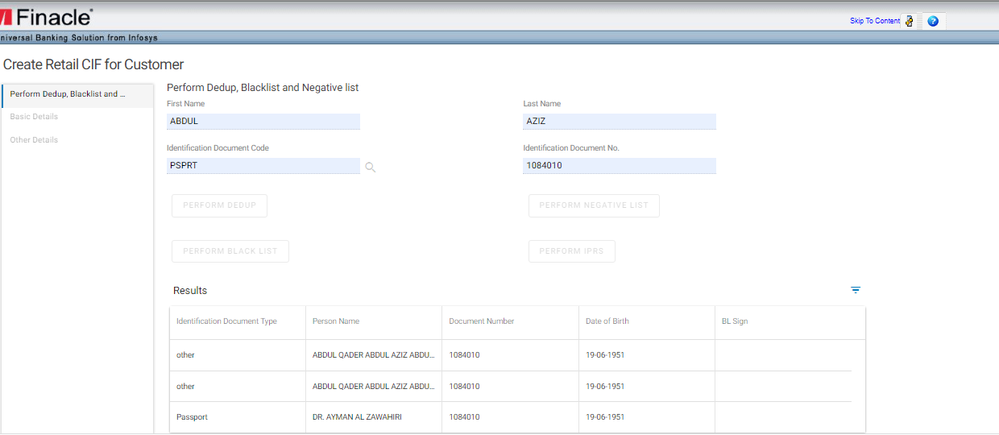 Finacle
niversal Banking Solution from Infosys
Skip To Content
Create Retail CIF for Customer
Perform Dedup, Blacklist and ...
Basic Details
Other Details
Perform Dedup, Blacklist and Negative list
First Name
Last Name
ABDUL
AZIZ
Identification Document Code
Identification Document No.
PSPRT
1084010
PERFORM DEDUP
PERFORM NEGATIVE LIST
PERFORM BLACK LIST
PERFORM IPRS
Results
Identification Document Type Person Name Document Number Date of Birth BL Sign
other ABDUL QADER ABDUL AZIZ ABDU... 1084010 19-06-1951
other ABDUL QADER ABDUL AZIZ ABDU... 1084010 19-06-1951
Passport DR. AYMAN AL ZAWAHIRI 1084010 19-06-1951